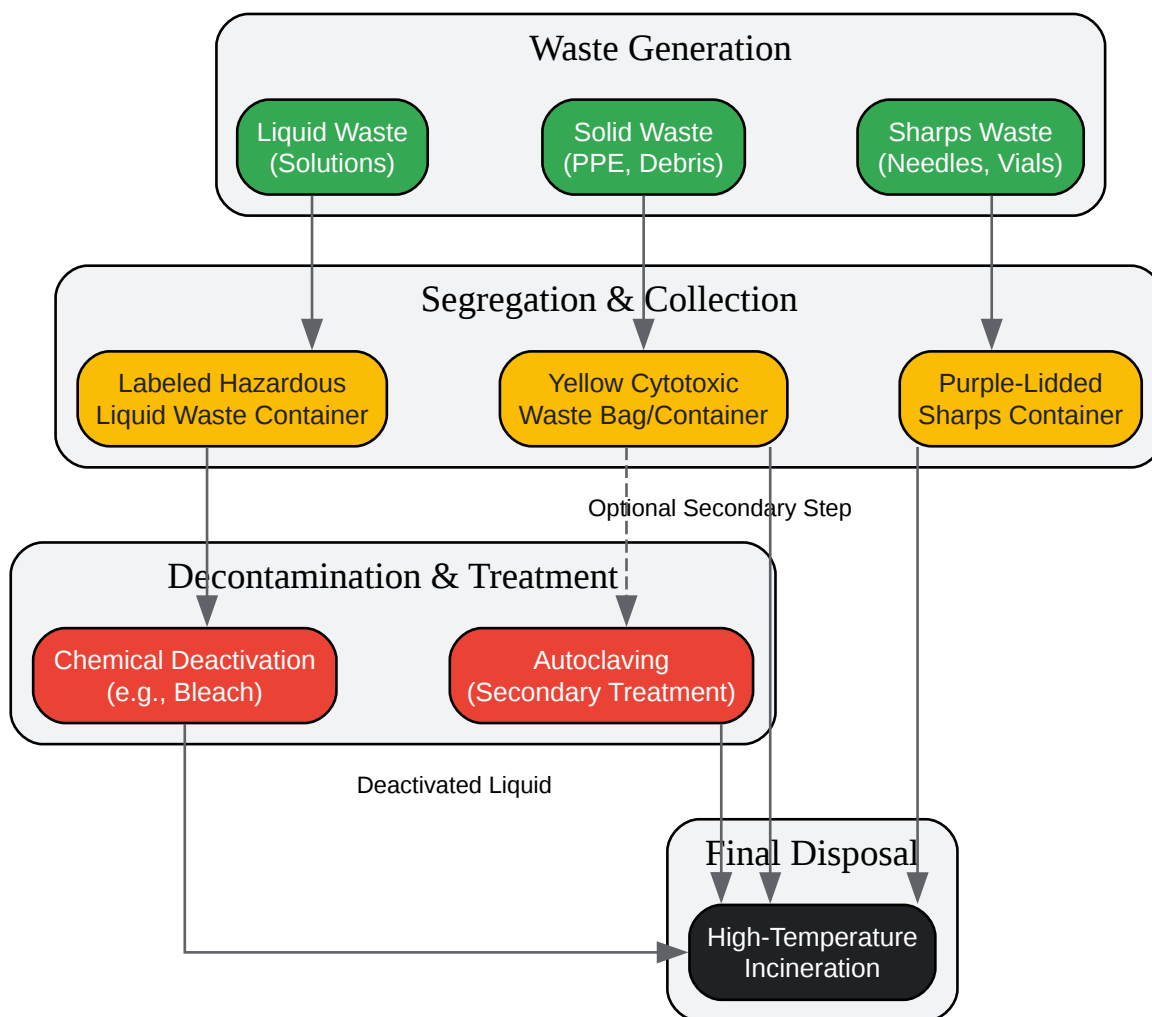 Waste Generation
Liquid Waste
(Solutions)
Solid Waste
(PPE, Debris)
Sharps Waste
(Needles, Vials)
Segregation & Collection
Labeled Hazardous
Liquid Waste Container
Yellow Cytotoxic
Waste Bag/Container
Purple-Lidded
Sharps Container
Optional Secondary Step
Decontamination & Treatment
Chemical Deactivation
(e.g., Bleach)
Autoclaving
(Secondary Treatment)
Deactivated Liquid
Final Disposal
High-Temperature
Incineration